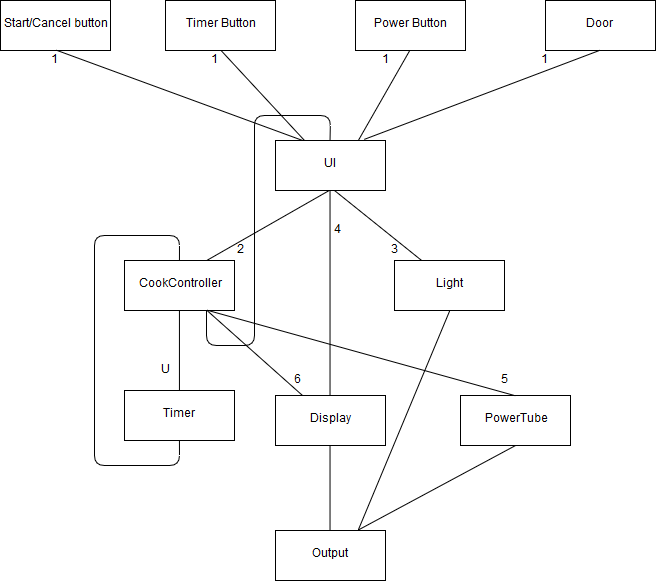 Start/Cancel button
Timer Button
Power Button
Door
1
1
1
1
UI
4
2
3
CookController
Light
U
6
5
Timer
Display
PowerTube
Output